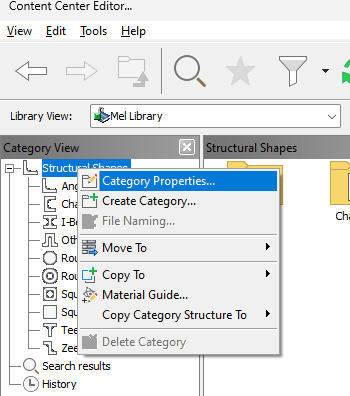 Content Center Editor...
View Edit Tools Help
Library View: Mel Library
Category View
Structural Shapes
Structural Shapes
Category Properties...
Create Category...
File Naming...
Move To
Copy To
Material Guide...
Copy Category Structure To
Delete Category
Ang
Cha
I-Be
Oth
Rou
Rou
Squ
Squ
Tee
Zee
Search results
History
Cha